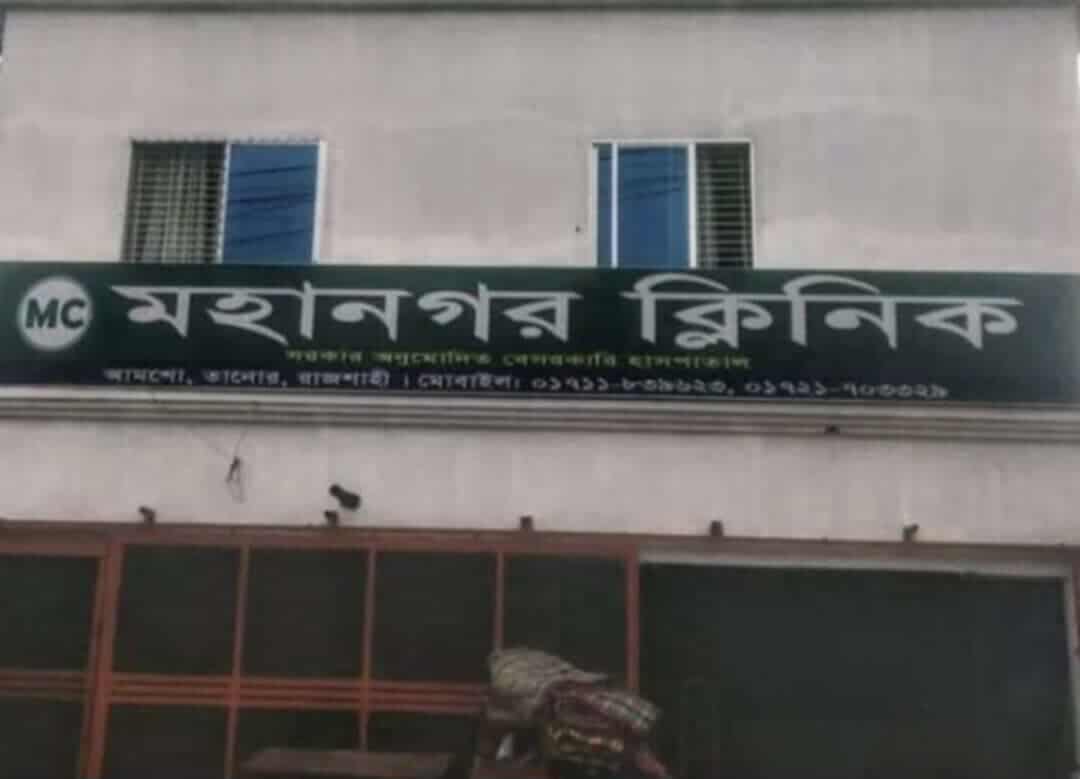 MC মহানগর ক্লিনিক
সরকার অনুমোদিত বেসরকারি হাসপাতাল
আমশো, তানোর, রাজশাহী । মোবাইল: ০১৭১১-৮৩৯৬২৩, ০১৭২১-৭০৩৩২৯